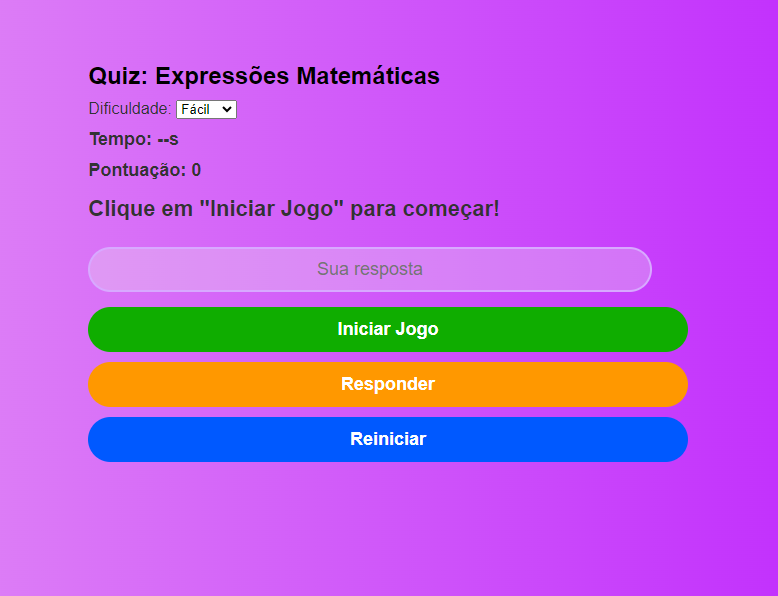 Quiz: Expressões Matemáticas
Dificuldade: Fácil
Tempo: --s
Pontuação: 0
Clique em "Iniciar Jogo" para começar!
Sua resposta
Iniciar Jogo
Responder
Reiniciar